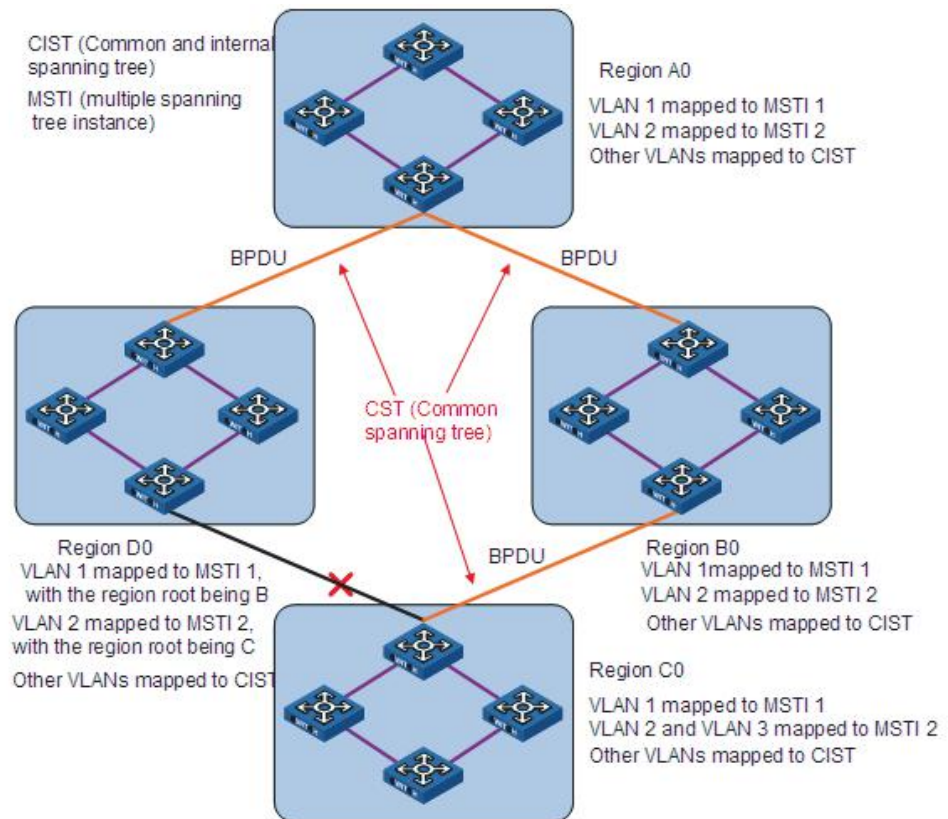 CIST (Common and internal
spanning tree)
MSTI (multiple spanning
tree instance)
Region A0
VLAN 1 mapped to MSTI 1
VLAN 2 mapped to MSTI 2
Other VLANs mapped to CIST
BPDU
BPDU
CST (Common
spanning tree)
Region D0
VLAN 1 mapped to MSTI 1,
with the region root being B
VLAN 2 mapped to MSTI 2,
with the region root being C
Other VLANs mapped to CIST
BPDU
Region B0
VLAN 1mapped to MSTI 1
VLAN 2 mapped to MSTI 2
Other VLANs mapped to CIST
Region C0
VLAN 1 mapped to MSTI 1
VLAN 2 and VLAN 3 mapped to MSTI 2
Other VLANs mapped to CIST